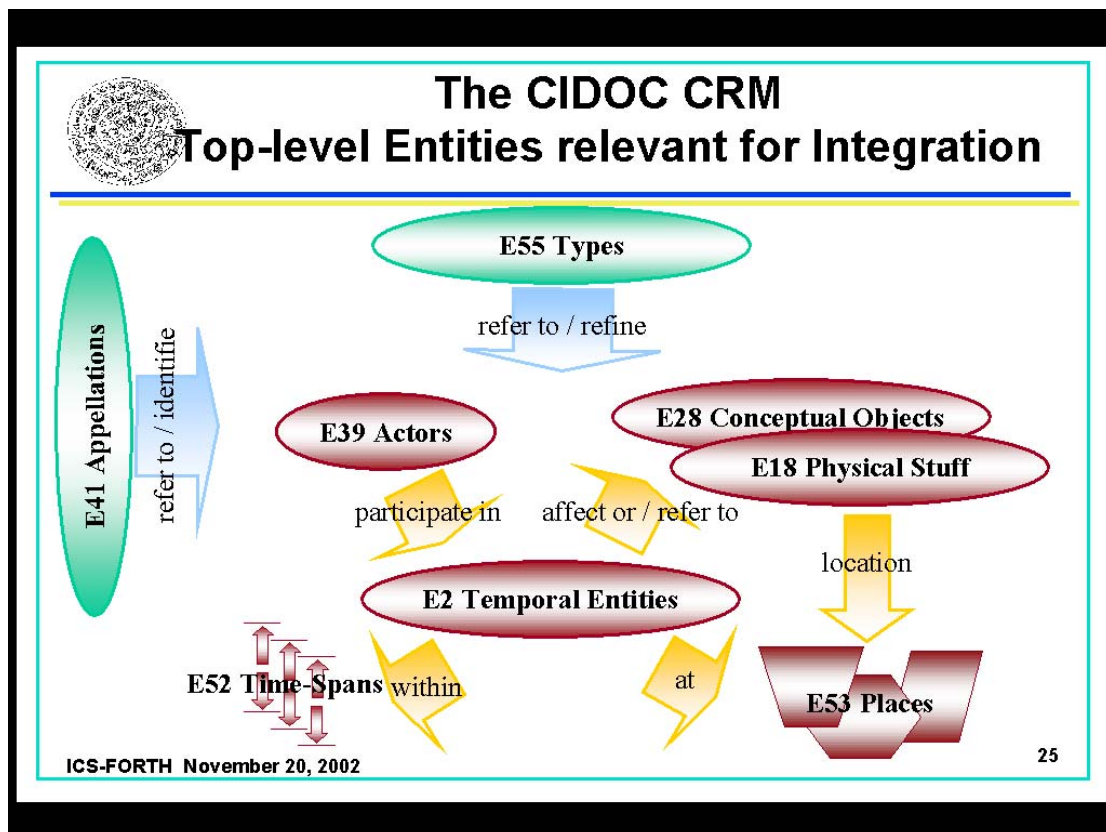 The CIDOC CRM
Top-level Entities relevant for Integration
E55 Types
refer to / refine
E41 Appellations
refer to / identifie
E39 Actors
E28 Conceptual Objects
E18 Physical Stuff
participate in
affect or / refer to
location
E2 Temporal Entities
E52 Time-Spans
within
at
E53 Places
ICS-FORTH November 20, 2002
25